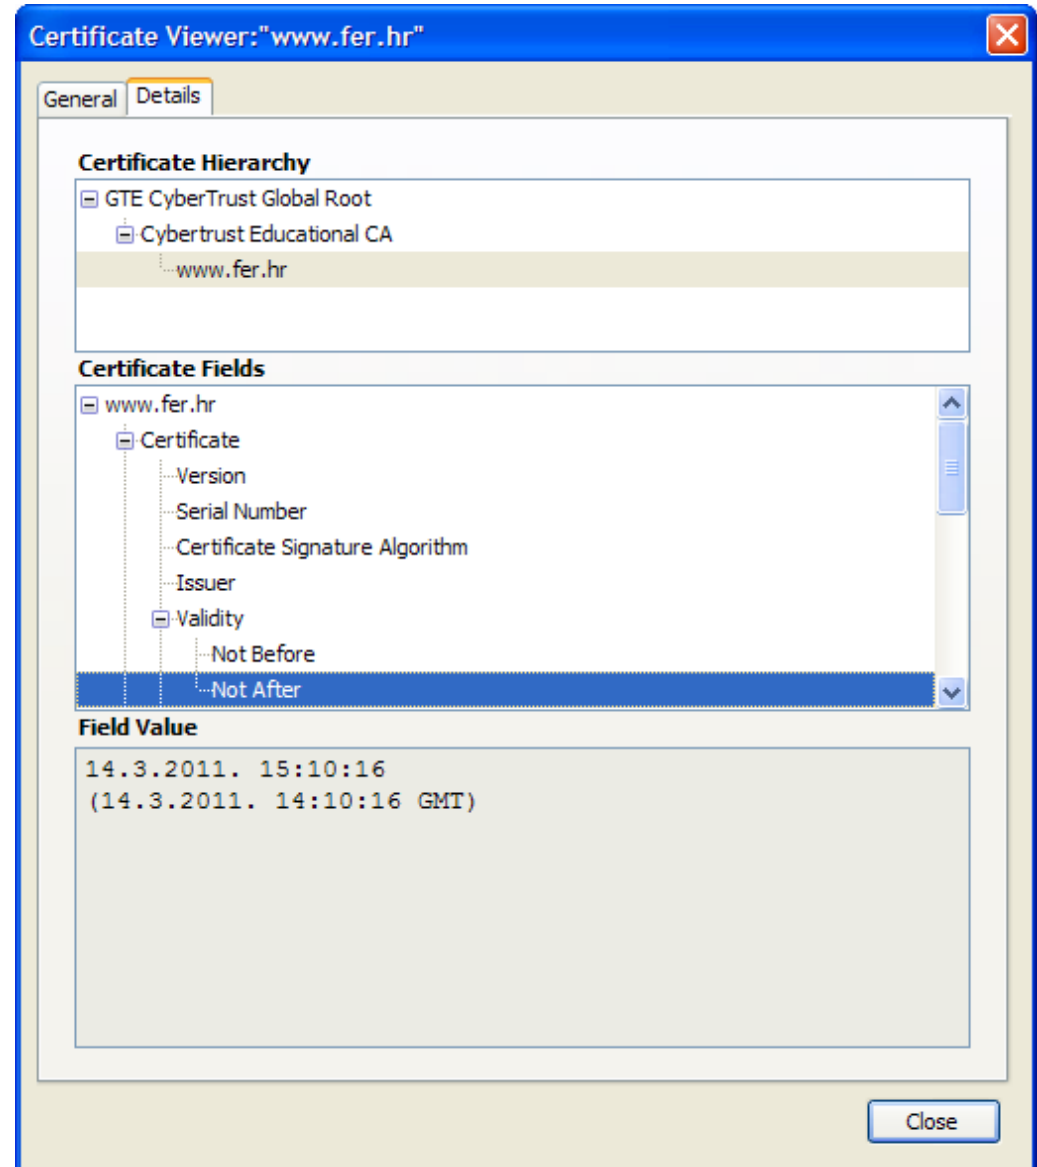 Certificate Viewer:"www.fer.hr"
General Details
Certificate Hierarchy
GTE CyberTrust Global Root
Cybertrust Educational CA
www.fer.hr
Certificate Fields
www.fer.hr
Certificate
Version
Serial Number
Certificate Signature Algorithm
Issuer
Validity
Not Before
Not After
Field Value
14.3.2011. 15:10:16
(14.3.2011. 14:10:16 GMT)
Close